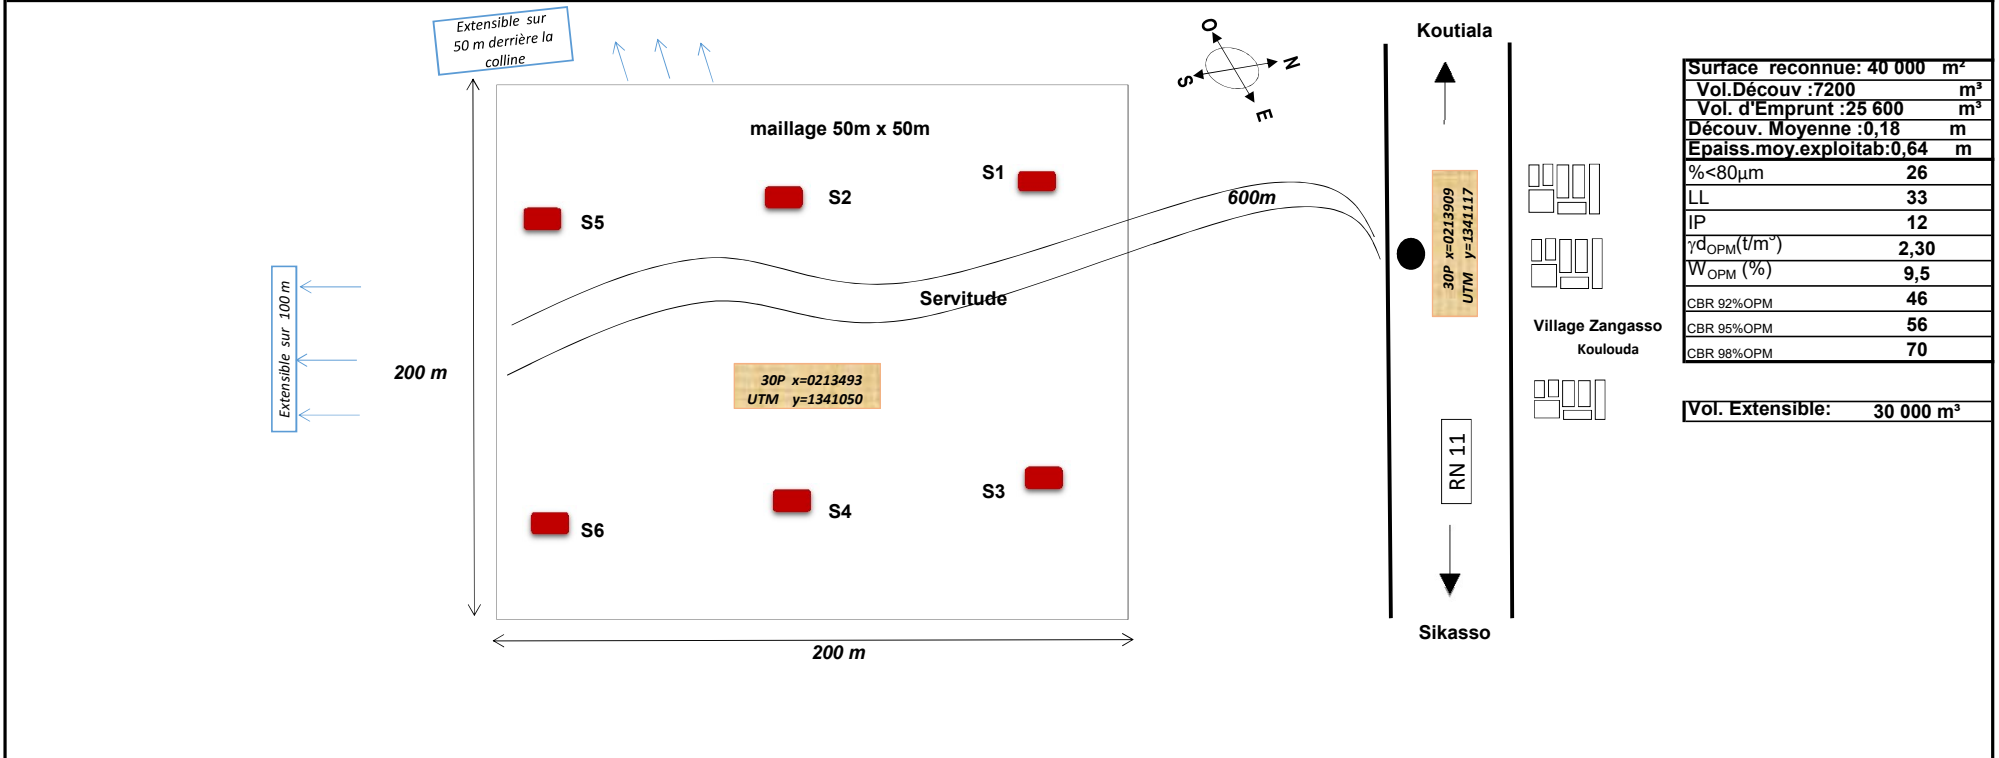 Extensible sur
50 m derrière la
colline
O
N
S
E
Koutiala
maillage 50m x 50m
S1
S2
S5
600m
Servitude
Extensible sur 100 m
200 m
30P x=0213493
UTM y=1341050
S3
S4
S6
200 m
30P x=0213909
UTM y=1341117
Village Zangasso
Koulouda
RN 11
Sikasso
Surface reconnue: 40 000 m²
Vol.Découv :7200 m³
Vol. d'Emprunt :25 600 m³
Découv. Moyenne :0,18 m
Epaiss.moy.exploitab:0,64 m
%<80µm 26
LL 33
IP 12
γdOPM(t/m³) 2,30
WOPM (%) 9,5
CBR 92%OPM 46
CBR 95%OPM 56
CBR 98%OPM 70
Vol. Extensible: 30 000 m³